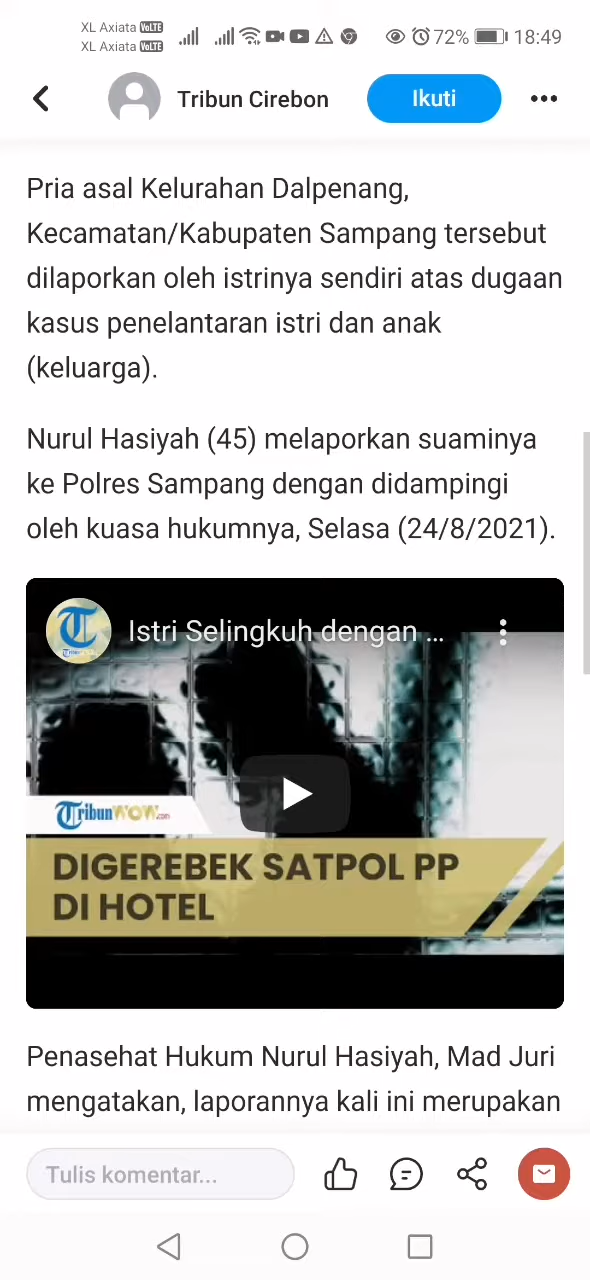 XL Axiata VoLTE
XL Axiata VoLTE
72% 18:49
Tribun Cirebon
Ikuti
Pria asal Kelurahan Dalpenang,
Kecamatan/Kabupaten Sampang tersebut
dilaporkan oleh istrinya sendiri atas dugaan
kasus penelantaran istri dan anak
(keluarga).
Nurul Hasiyah (45) melaporkan suaminya
ke Polres Sampang dengan didampingi
oleh kuasa hukumnya, Selasa (24/8/2021).
Istri Selingkuh dengan ...
TribunWOW.com
DIGEREBEK SATPOL PP
DI HOTEL
Penasehat Hukum Nurul Hasiyah, Mad Juri
mengatakan, laporannya kali ini merupakan
Tulis komentar...